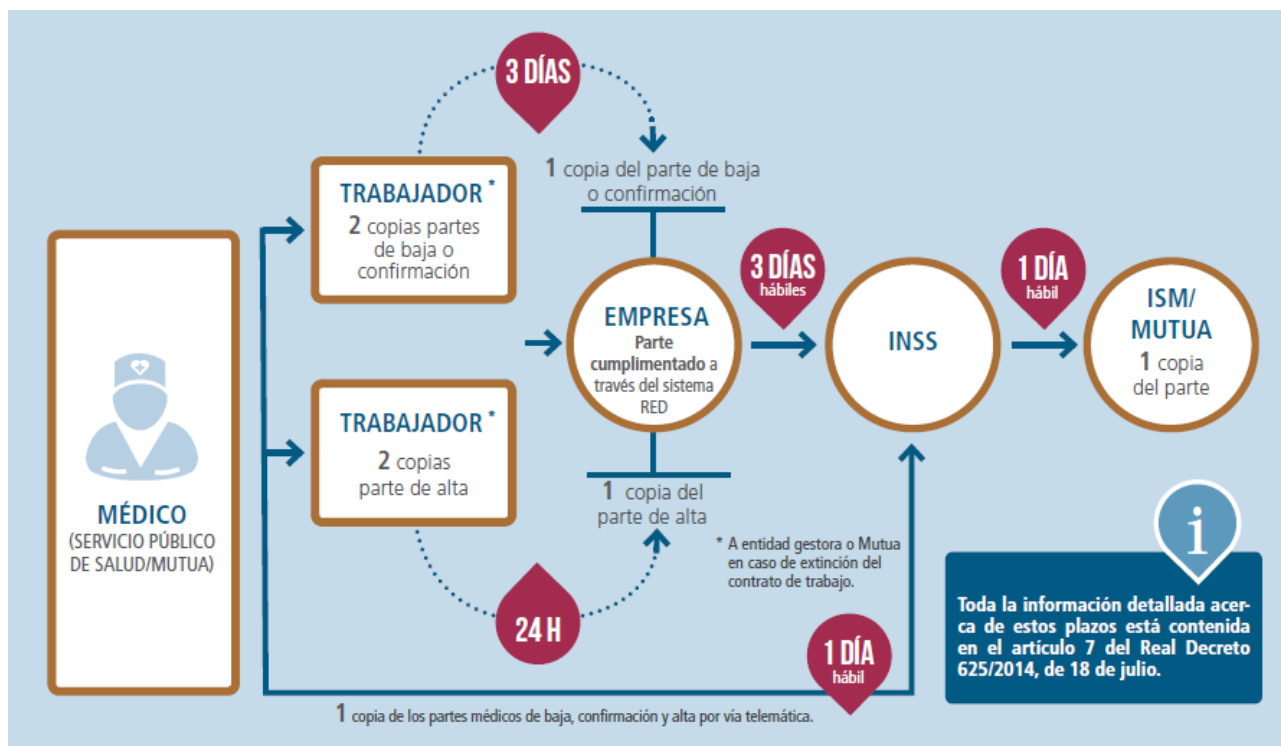 3 DÍAS
1 copia del parte de baja
o confirmación
TRABAJADOR *
2 copias partes
de baja o
confirmación
MÉDICO
(SERVICIO PÚBLICO
DE SALUD/MUTUA)
TRABAJADOR *
2 copias
parte de alta
24 H
EMPRESA
Parte
cumplimentado a
través del sistema
RED
1 copia del
parte de alta
3 DÍAS
hábiles
INSS
1 DÍA
hábil
ISM/
MUTUA
1 copia
del parte
* A entidad gestora o Mutua
en caso de extinción del
contrato de trabajo.
1 DÍA
hábil
1 copia de los partes médicos de baja, confirmación y alta por vía telemática.
i
Toda la información detallada acer-
ca de estos plazos está contenida
en el artículo 7 del Real Decreto
625/2014, de 18 de julio.